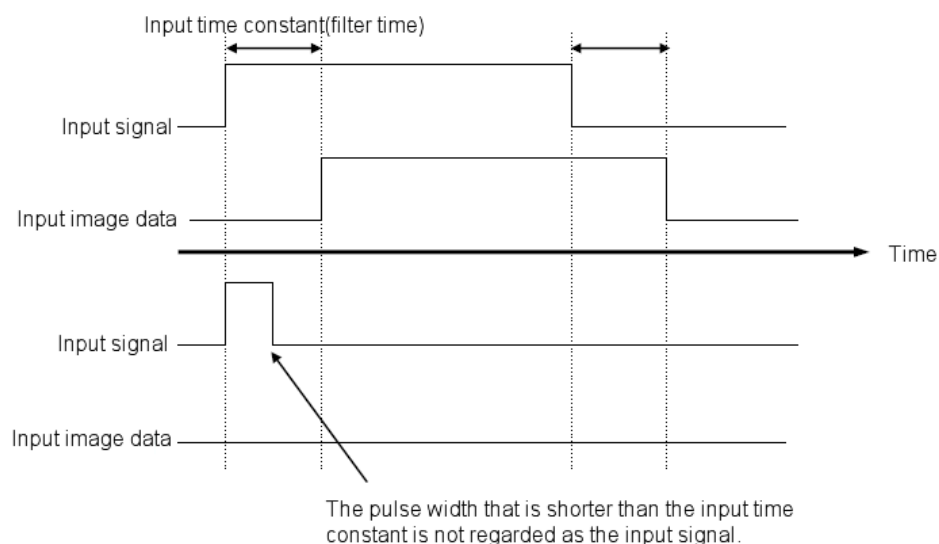 Input time constant(filter time)
Input signal
Input image data
Time
Input signal
Input image data
The pulse width that is shorter than the input time
constant is not regarded as the input signal.